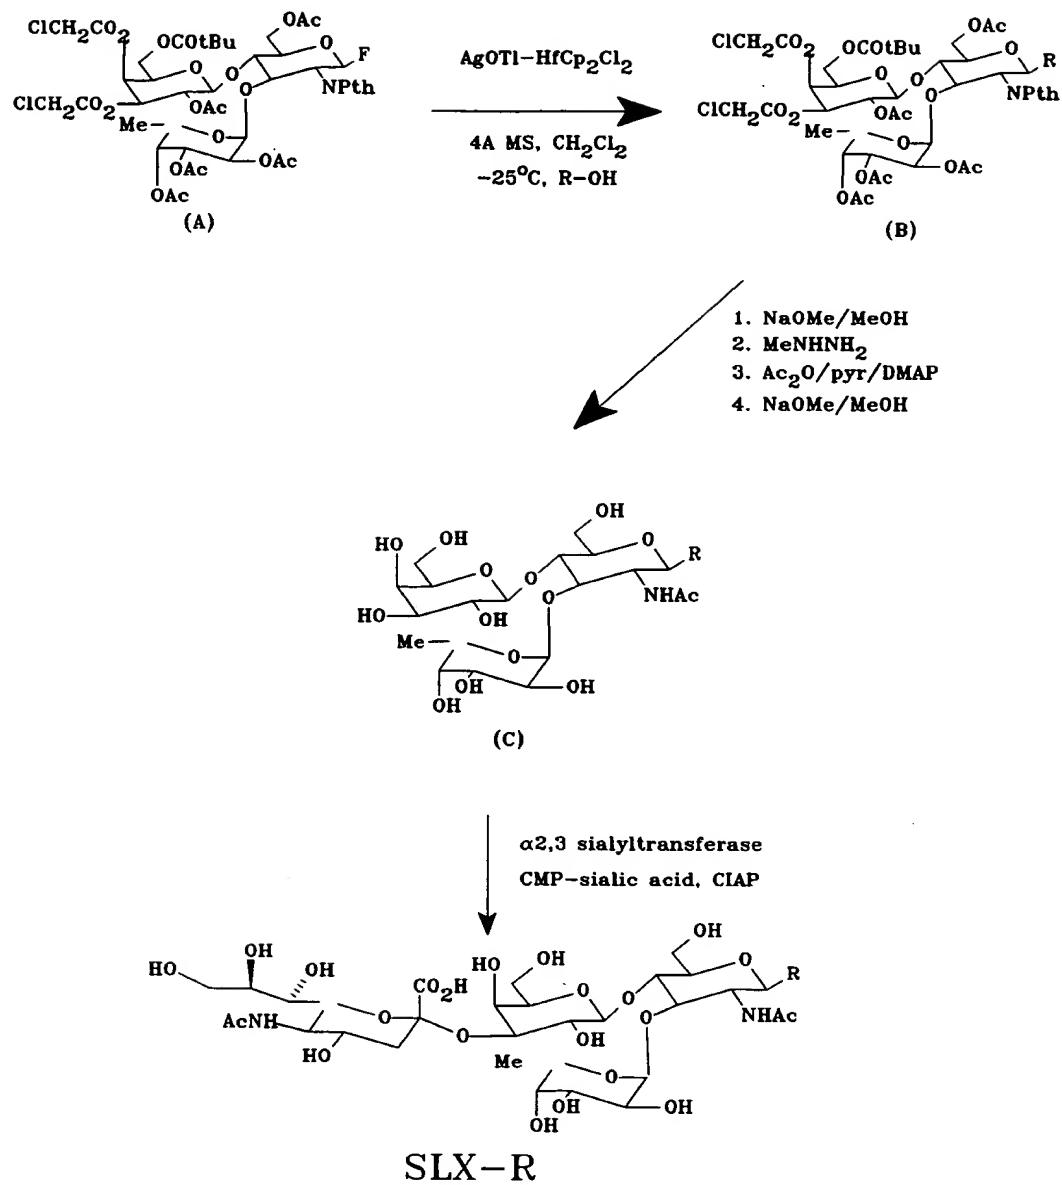 OAc
ClCH2CO2
OCOtBu
O
O
O
F
ClCH2CO2
OAc
O
NPth
Me
O
OAc
OAc
OAc
(A)
AgOTl-HfCp2Cl2
4A MS, CH2Cl2
-25°C, R-OH
OAc
ClCH2CO2
OCOtBu
O
O
O
R
ClCH2CO2
OAc
O
NPth
Me
O
OAc
OAc
OAc
(B)
1. NaOMe/MeOH
2. MeNHNH2
3. Ac2O/pyr/DMAP
4. NaOMe/MeOH
OH
HO
OH
O
O
O
R
HO
OH
O
NHAc
Me
O
OH
OH
OH
(C)
α2,3 sialyltransferase
CMP-sialic acid, CIAP
OH
HO
OH
OH
CO2H
HO
OH
O
O
O
R
AcNH
O
O
HO
OH
O
NHAc
Me
O
OH
OH
OH
SLX-R